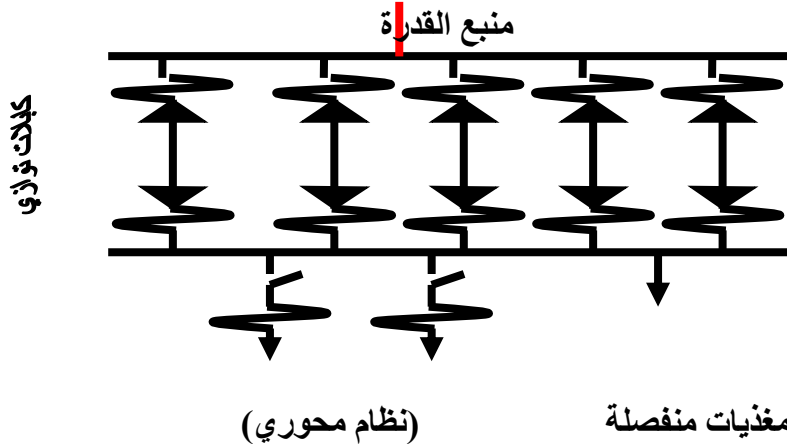 منبع القدرة
كبلات توازي
مغذيات منفصلة
(نظام محوري)